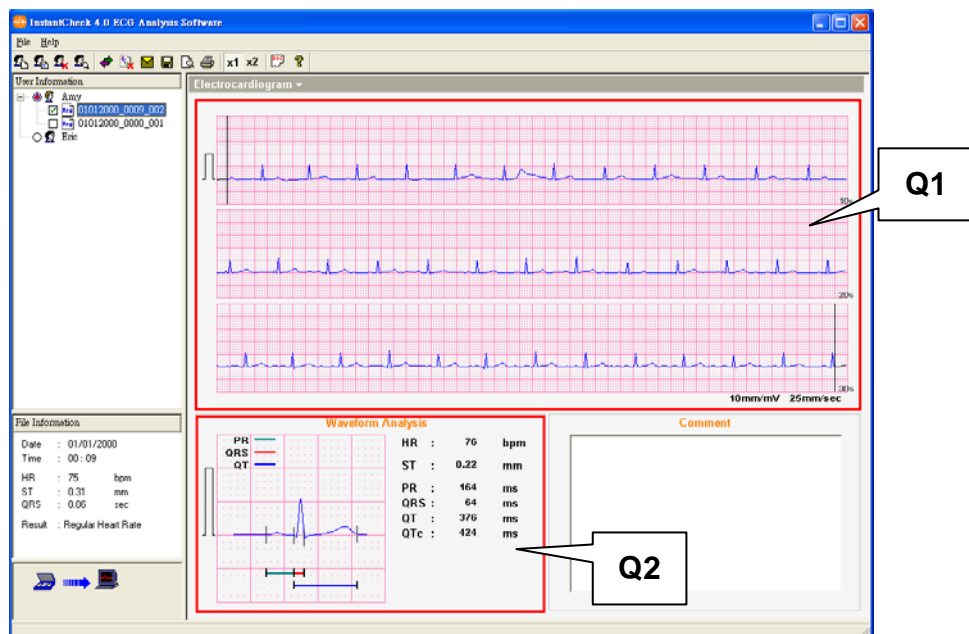 InstantCheck 4.0 ECG Analysis Software
File Help
x1 x2 ?
User Information
Electrocardiogram
Amy
01012000_0009_002
01012000_0000_001
Eric
10s
Q1
20s
30s
10mm/mV 25mm/sec
File Information
Date : 01/01/2000
Time : 00 : 09
HR : 75 bpm
ST : 0.31 mm
QRS : 0.06 sec
Result : Regular Heart Rate
Waveform Analysis
PR
QRS
QT
HR : 76 bpm
ST : 0.22 mm
PR : 164 ms
QRS : 64 ms
QT : 376 ms
QTc : 424 ms
Q2
Comment